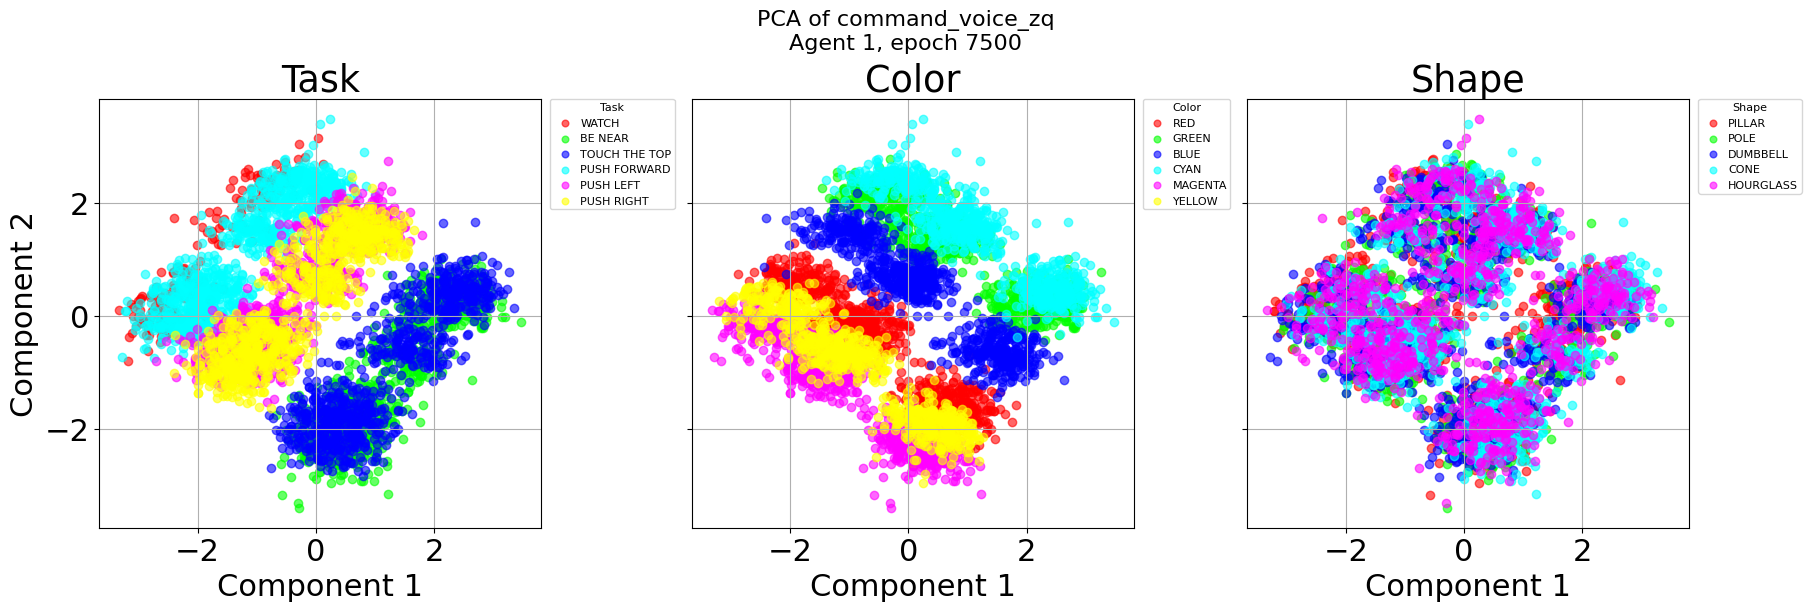 PCA of command_voice_zq
Agent 1, epoch 7500
Task
Component 2
2
0
−2
−2 0 2
Component 1
Task
WATCH
BE NEAR
TOUCH THE TOP
PUSH FORWARD
PUSH LEFT
PUSH RIGHT
Color
−2 0 2
Component 1
Color
RED
GREEN
BLUE
CYAN
MAGENTA
YELLOW
Shape
−2 0 2
Component 1
Shape
PILLAR
POLE
DUMBBELL
CONE
HOURGLASS